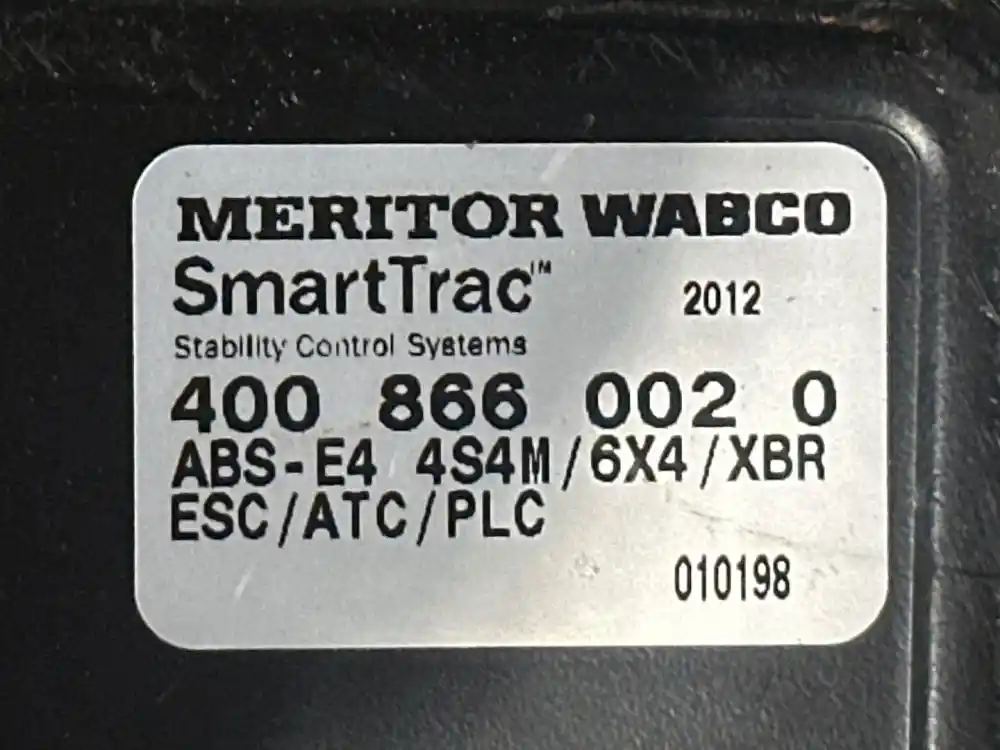 MERITOR WABCO
SmartTrac™ 2012
Stability Control Systems
400 866 002 0
ABS-E4 4S4M/6X4/XBR
ESC/ATC/PLC
010198